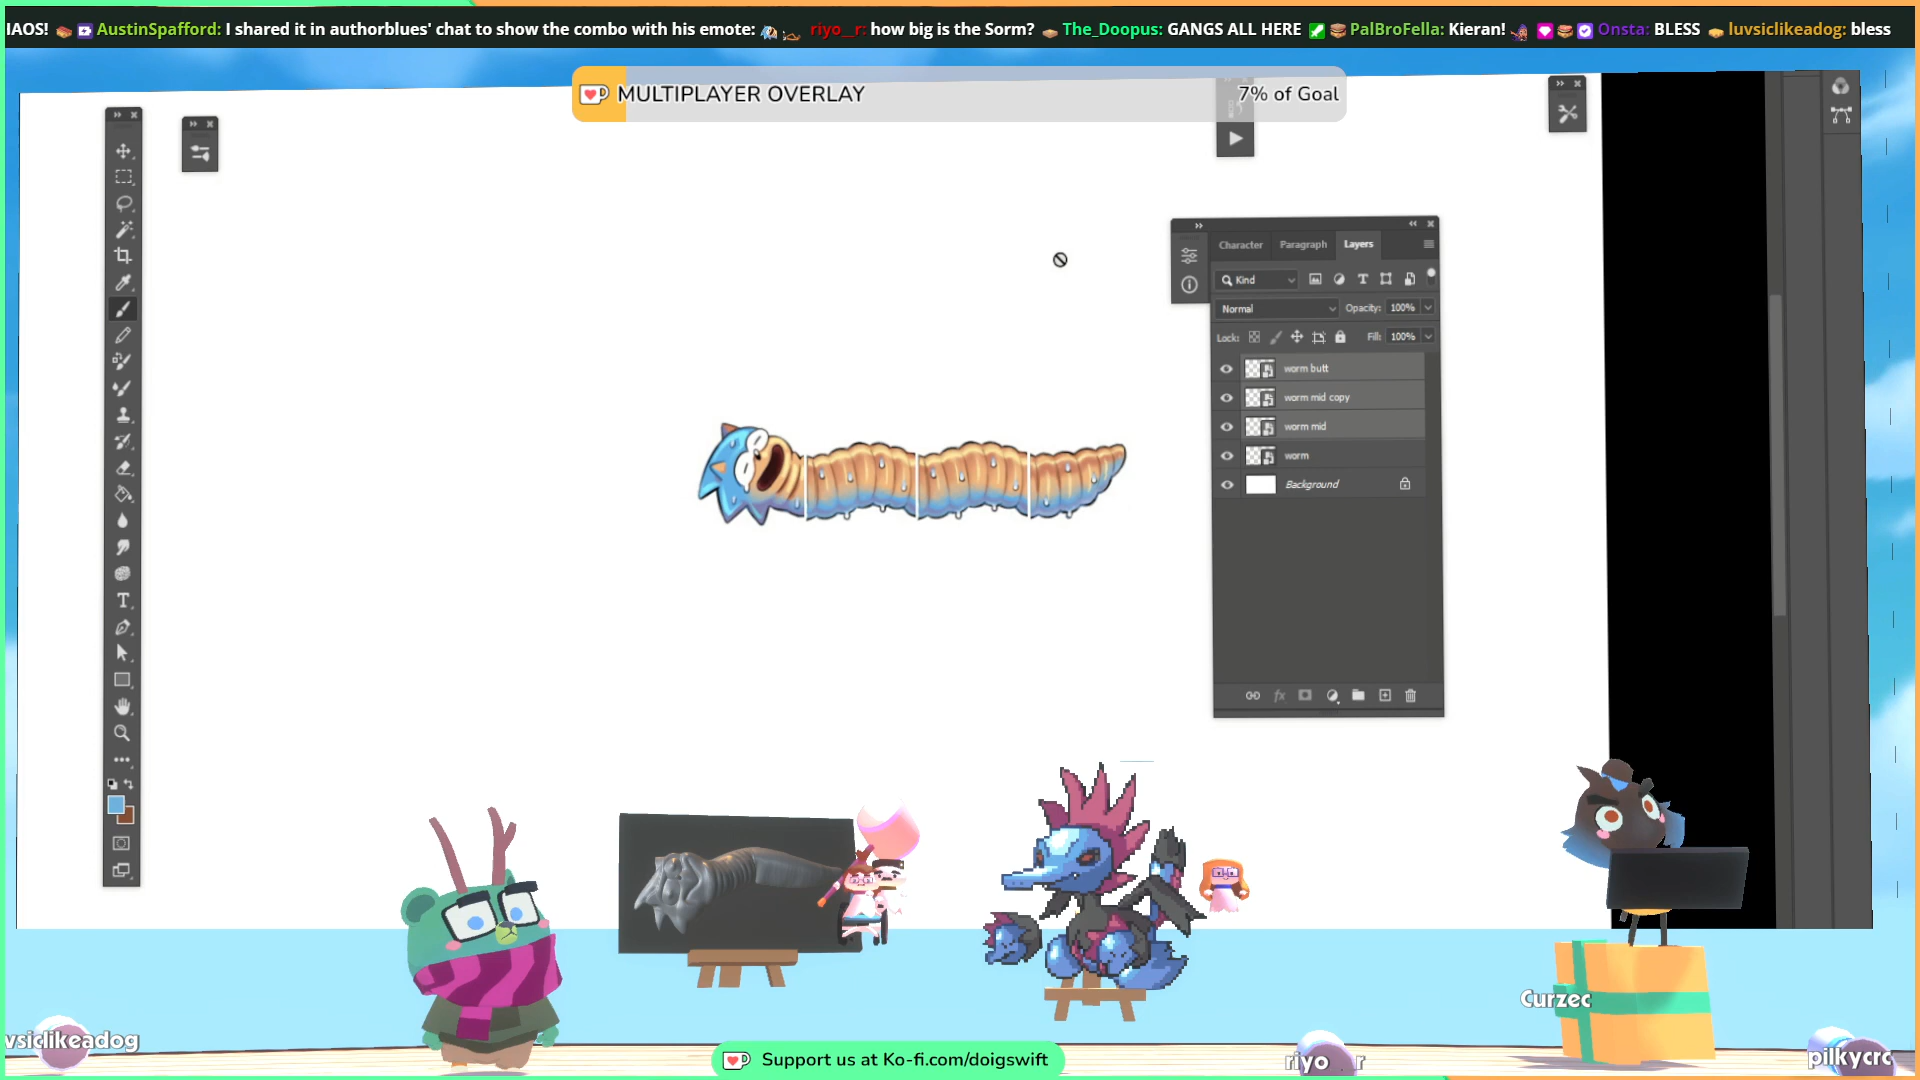 IAOS! AustinSpafford: I shared it in authorblues' chat to show the combo with his emote: riyo__r: how big is the Sorm? The_Doopus: GANGS ALL HERE PalBroFella: Kieran! Onsta: BLESS luvsiclikeadog: bless
MULTIPLAYER OVERLAY 7% of Goal
Character Paragraph Layers
Kind
Normal Opacity: 100%
Lock: Fill: 100%
worm butt
worm mid copy
worm mid
worm
Background
Curzec
vsiclikeadog
Support us at Ko-fi.com/doigswift
riyo r
pilkycrc